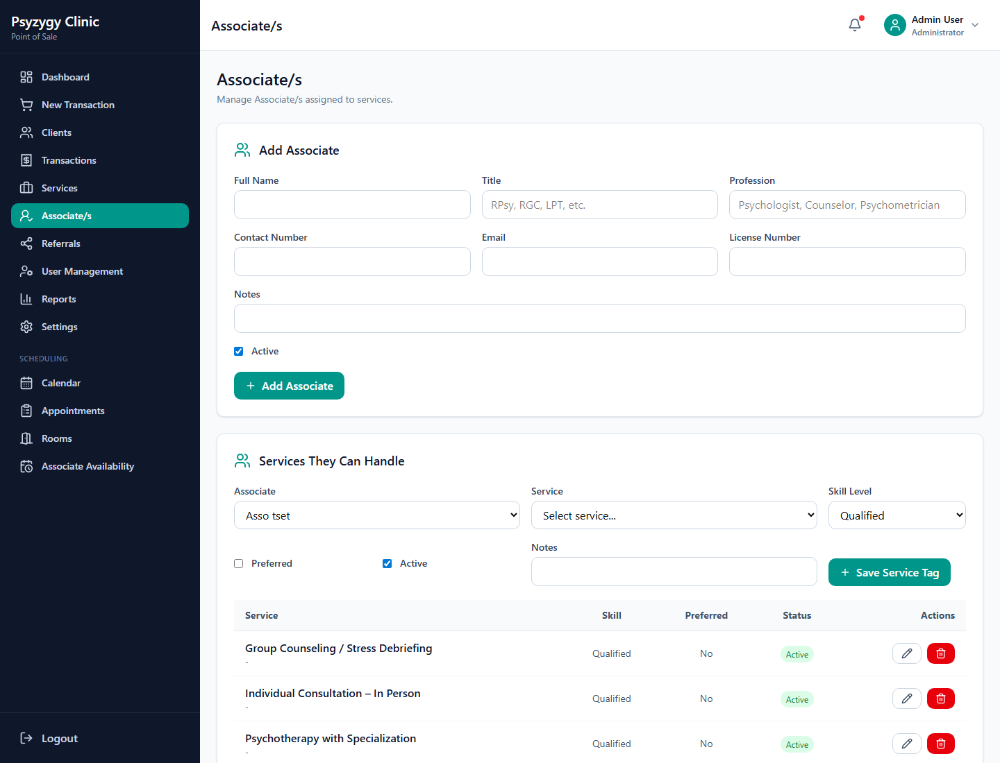 Psyzygy Clinic
Point of Sale
Dashboard
New Transaction
Clients
Transactions
Services
Associate/s
Referrals
User Management
Reports
Settings
SCHEDULING
Calendar
Appointments
Rooms
Associate Availability
Logout
Associate/s
Admin User
Administrator
Associate/s
Manage Associate/s assigned to services.
Add Associate
Full Name
Title
Profession
RPsy, RGC, LPT, etc.
Psychologist, Counselor, Psychometrician
Contact Number
Email
License Number
Notes
Active
+ Add Associate
Services They Can Handle
Associate
Service
Skill Level
Asso tset
Select service...
Qualified
Preferred
Active
Notes
+ Save Service Tag
Service Skill Preferred Status Actions
Group Counseling / Stress Debriefing
-
Qualified No Active
Individual Consultation – In Person
-
Qualified No Active
Psychotherapy with Specialization
-
Qualified No Active